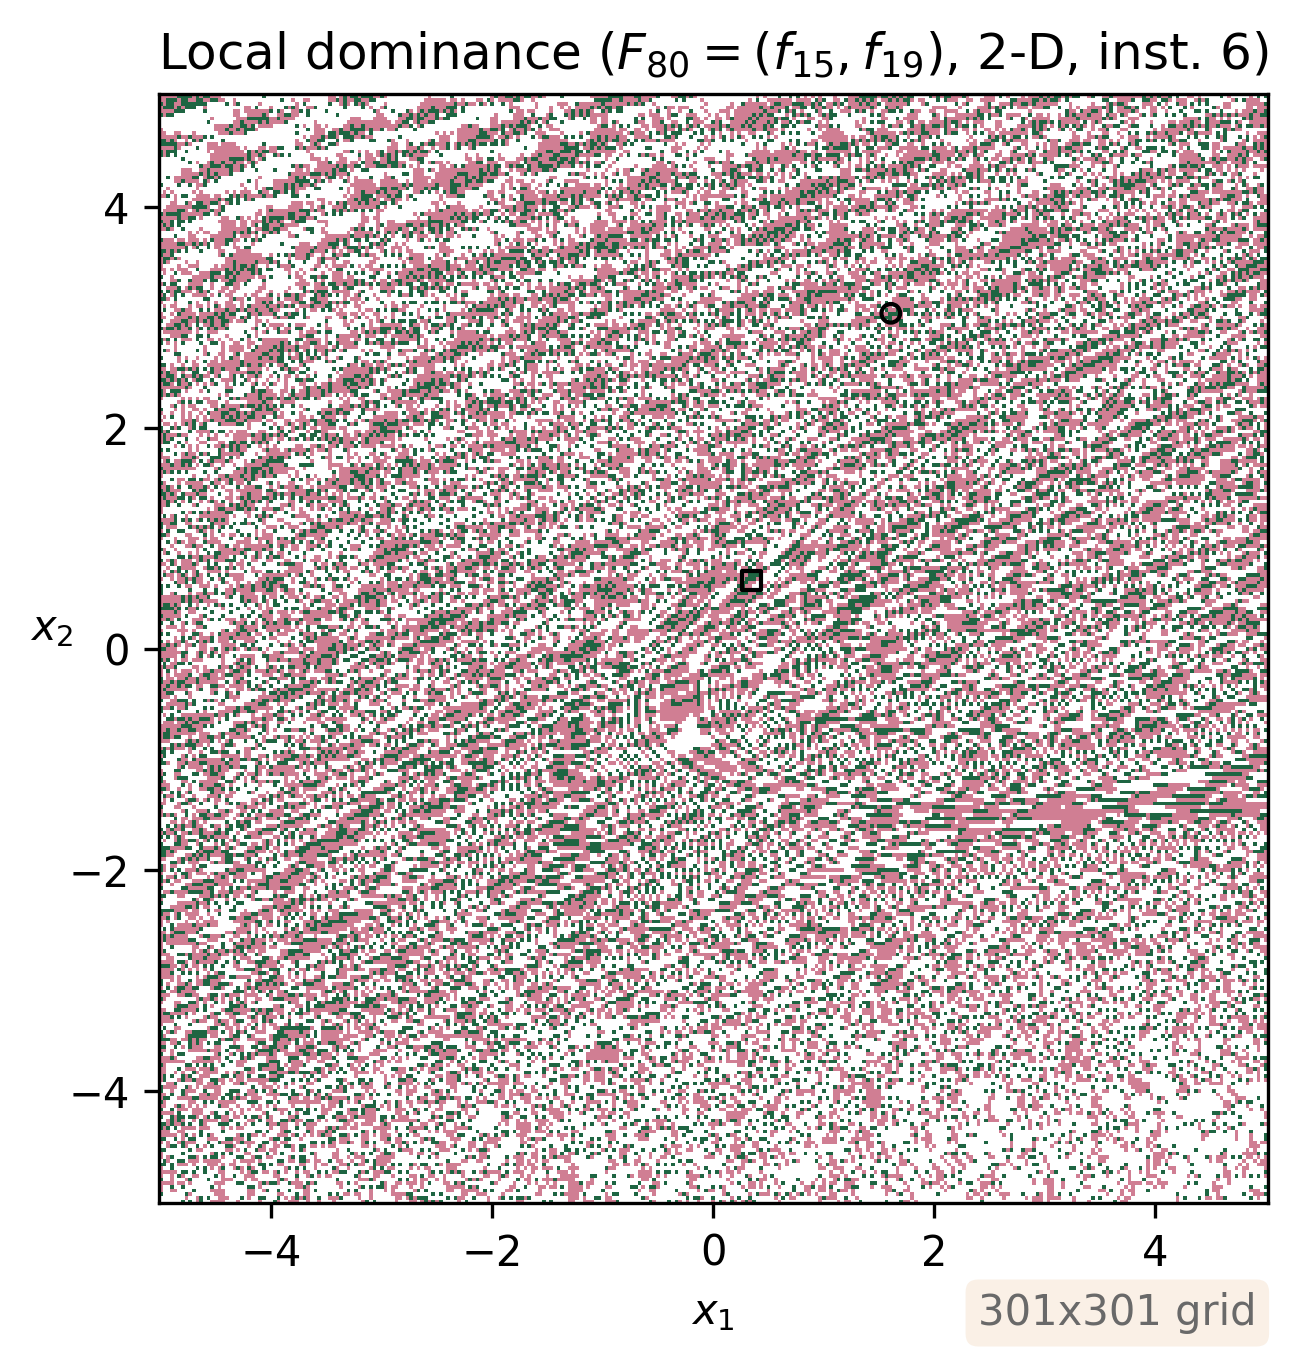 Local dominance (F₈₀ = (f₁₅, f₁₉), 2-D, inst. 6)
4
2
x₂
0
−2
−4
−4 −2 0 2 4
x₁
301x301 grid